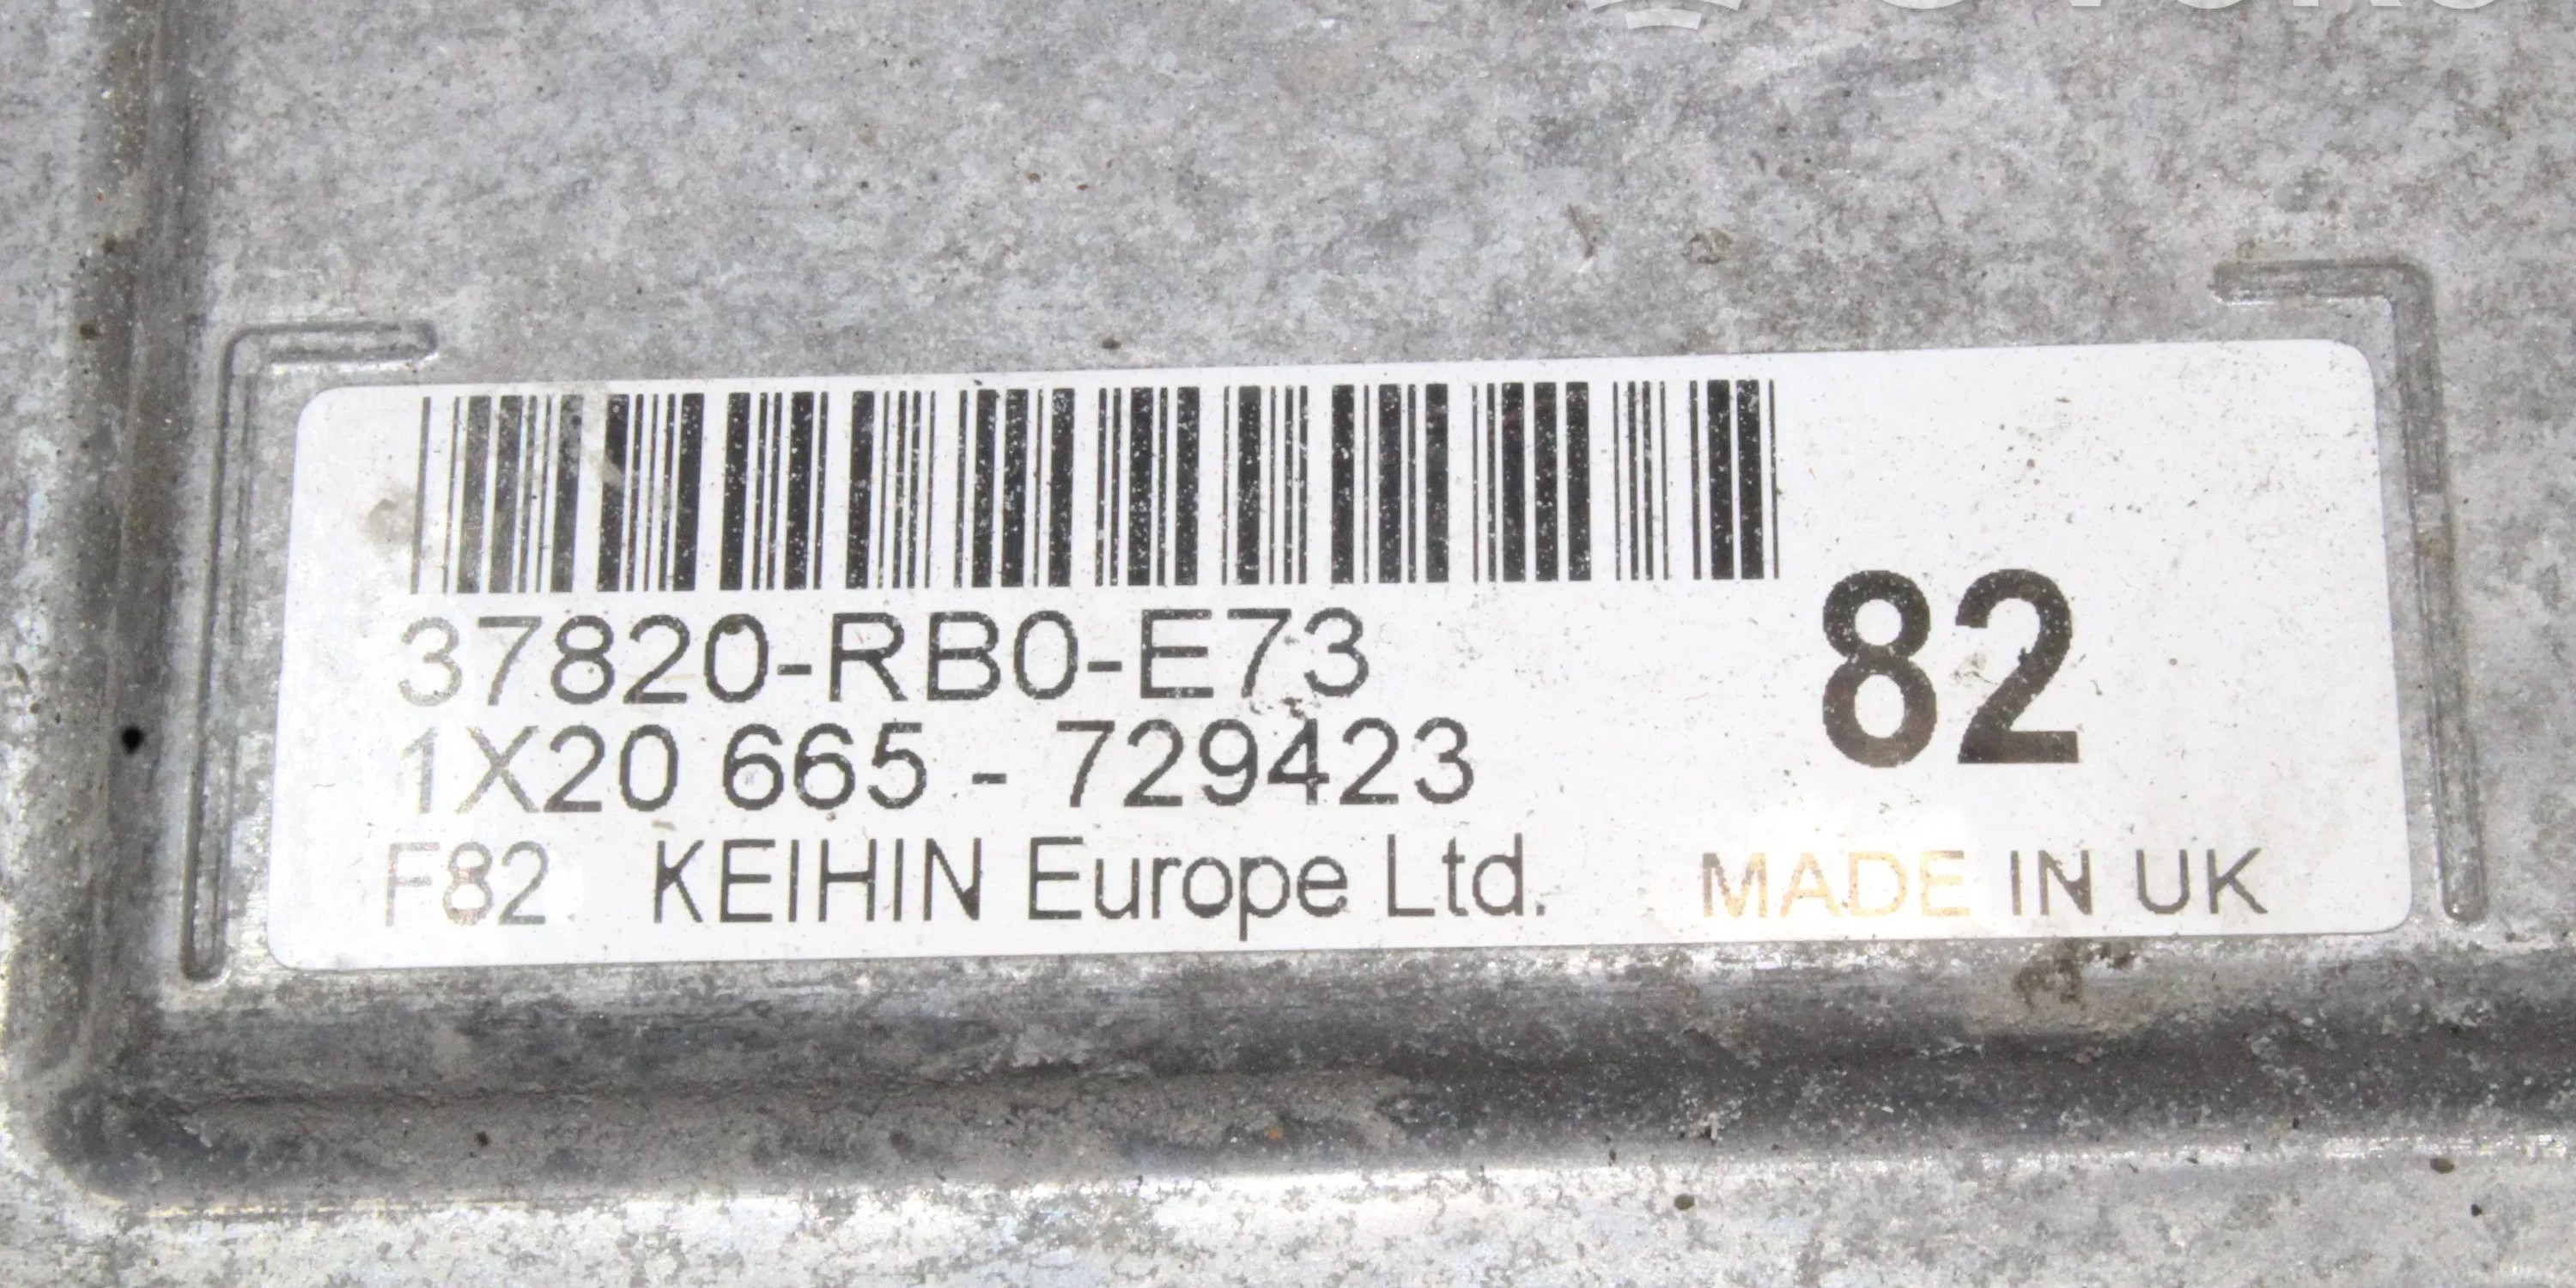 37820-RB0-E73
82
1X20 665 - 729423
F82 KEIHIN Europe Ltd. MADE IN UK